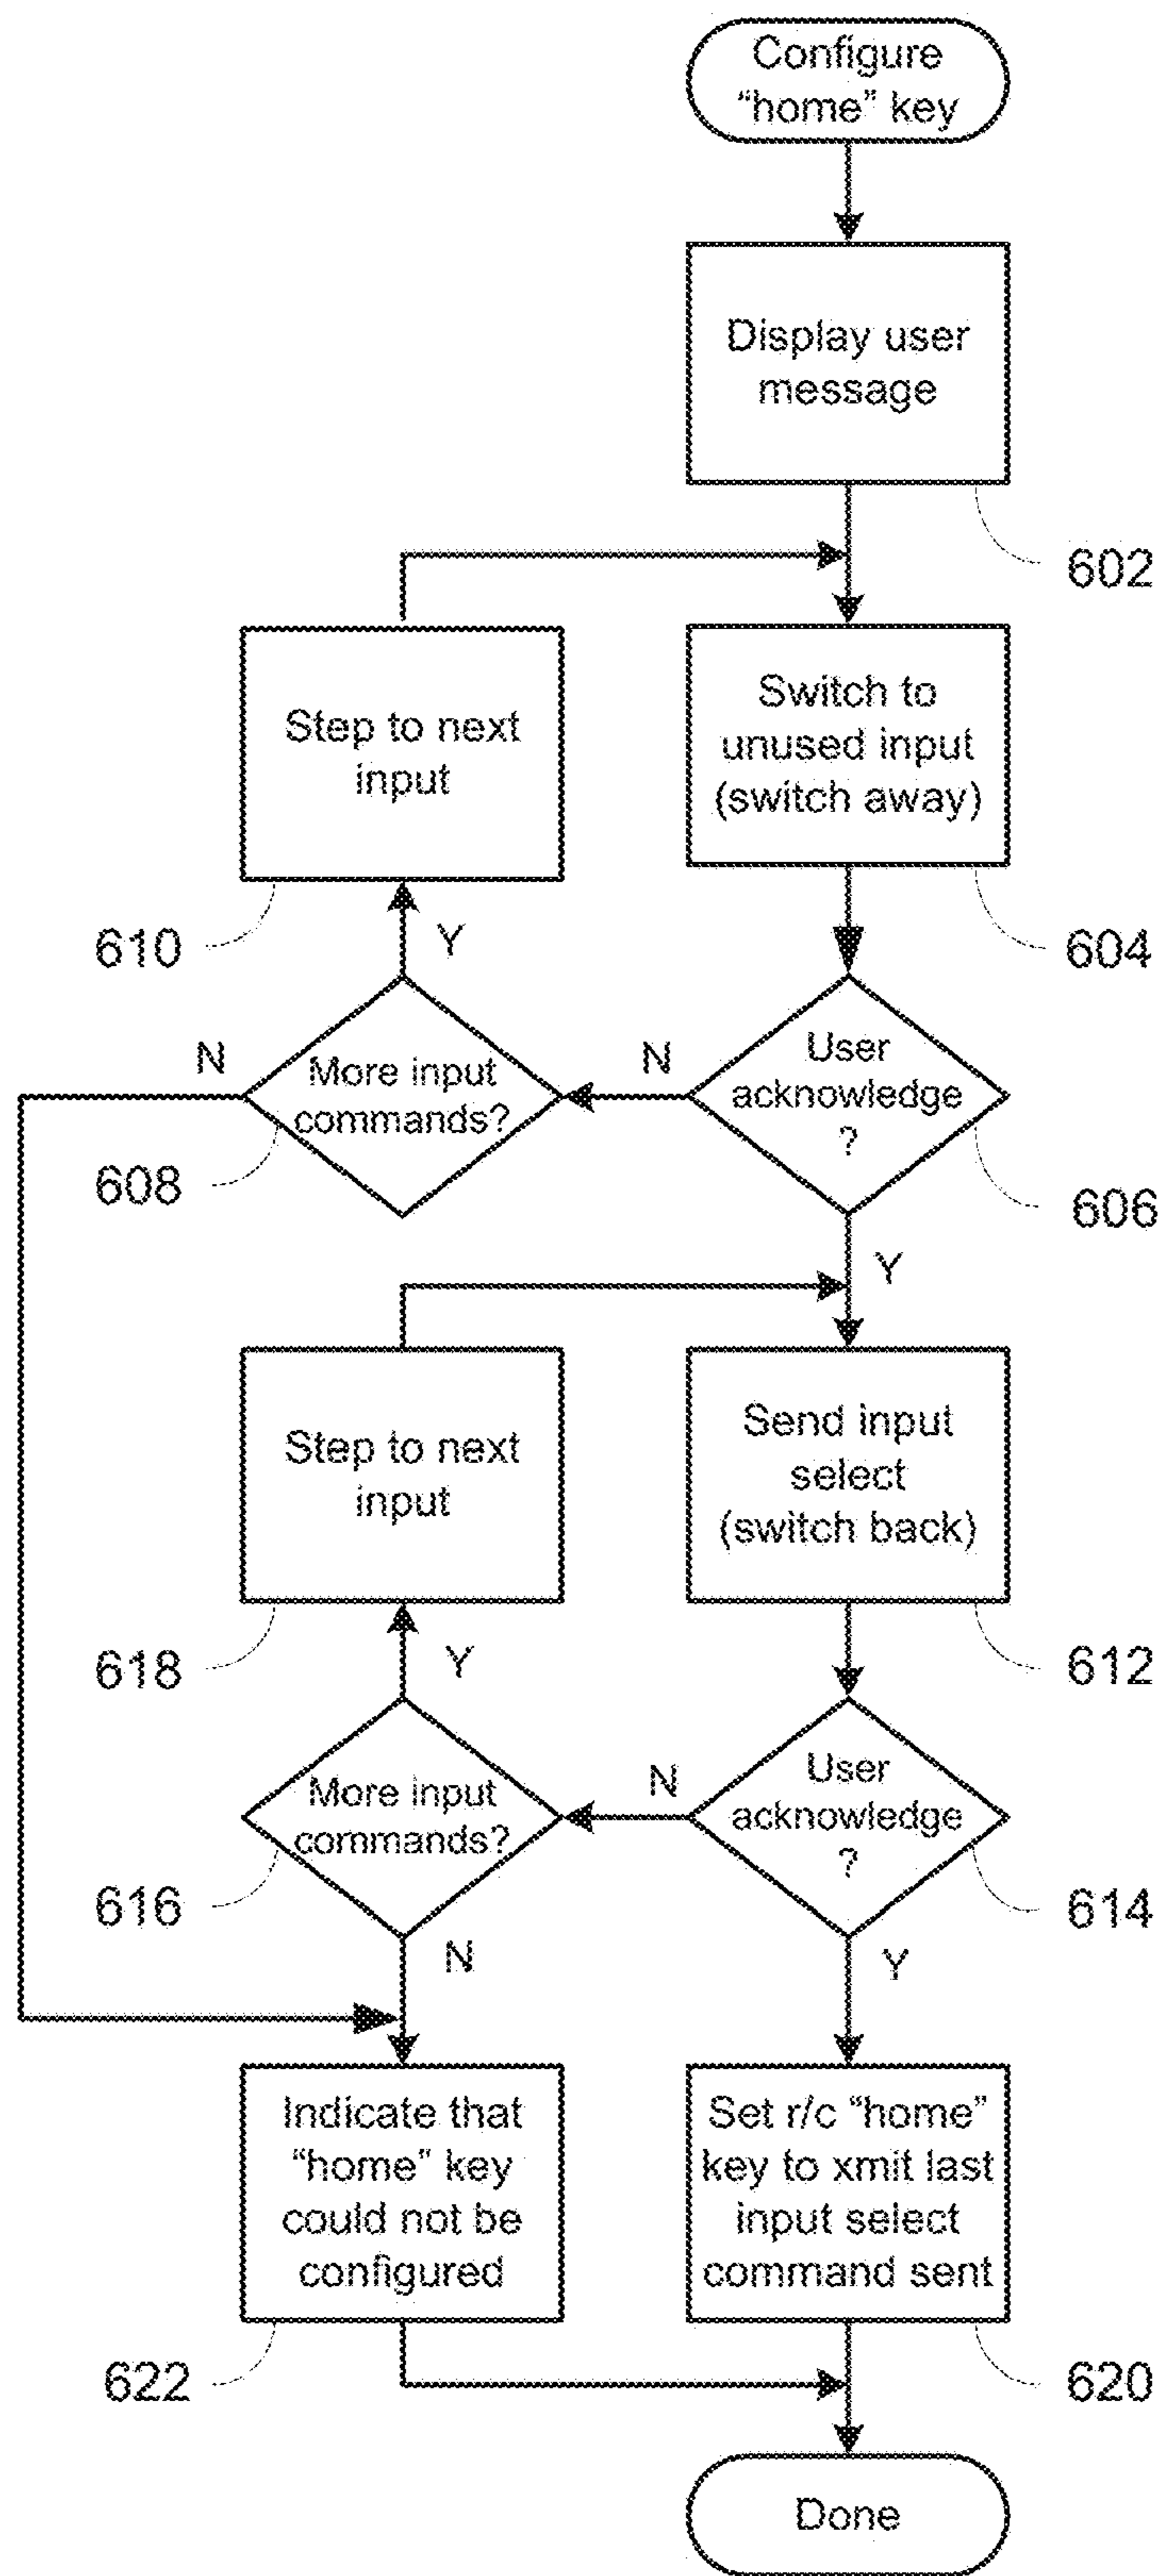 Configure
“home” key
Display user
message
602
Step to next
input
Switch to
unused input
(switch away)
610
Y
604
N
More input
commands?
N
User
acknowledge
?
608
606
Y
Step to next
input
Send input
select
(switch back)
618
Y
612
More input
commands?
N
User
acknowledge
?
616
614
N
Y
Indicate that
“home” key
could not be
configured
Set r/c “home”
key to xmit last
input select
command sent
622
620
Done